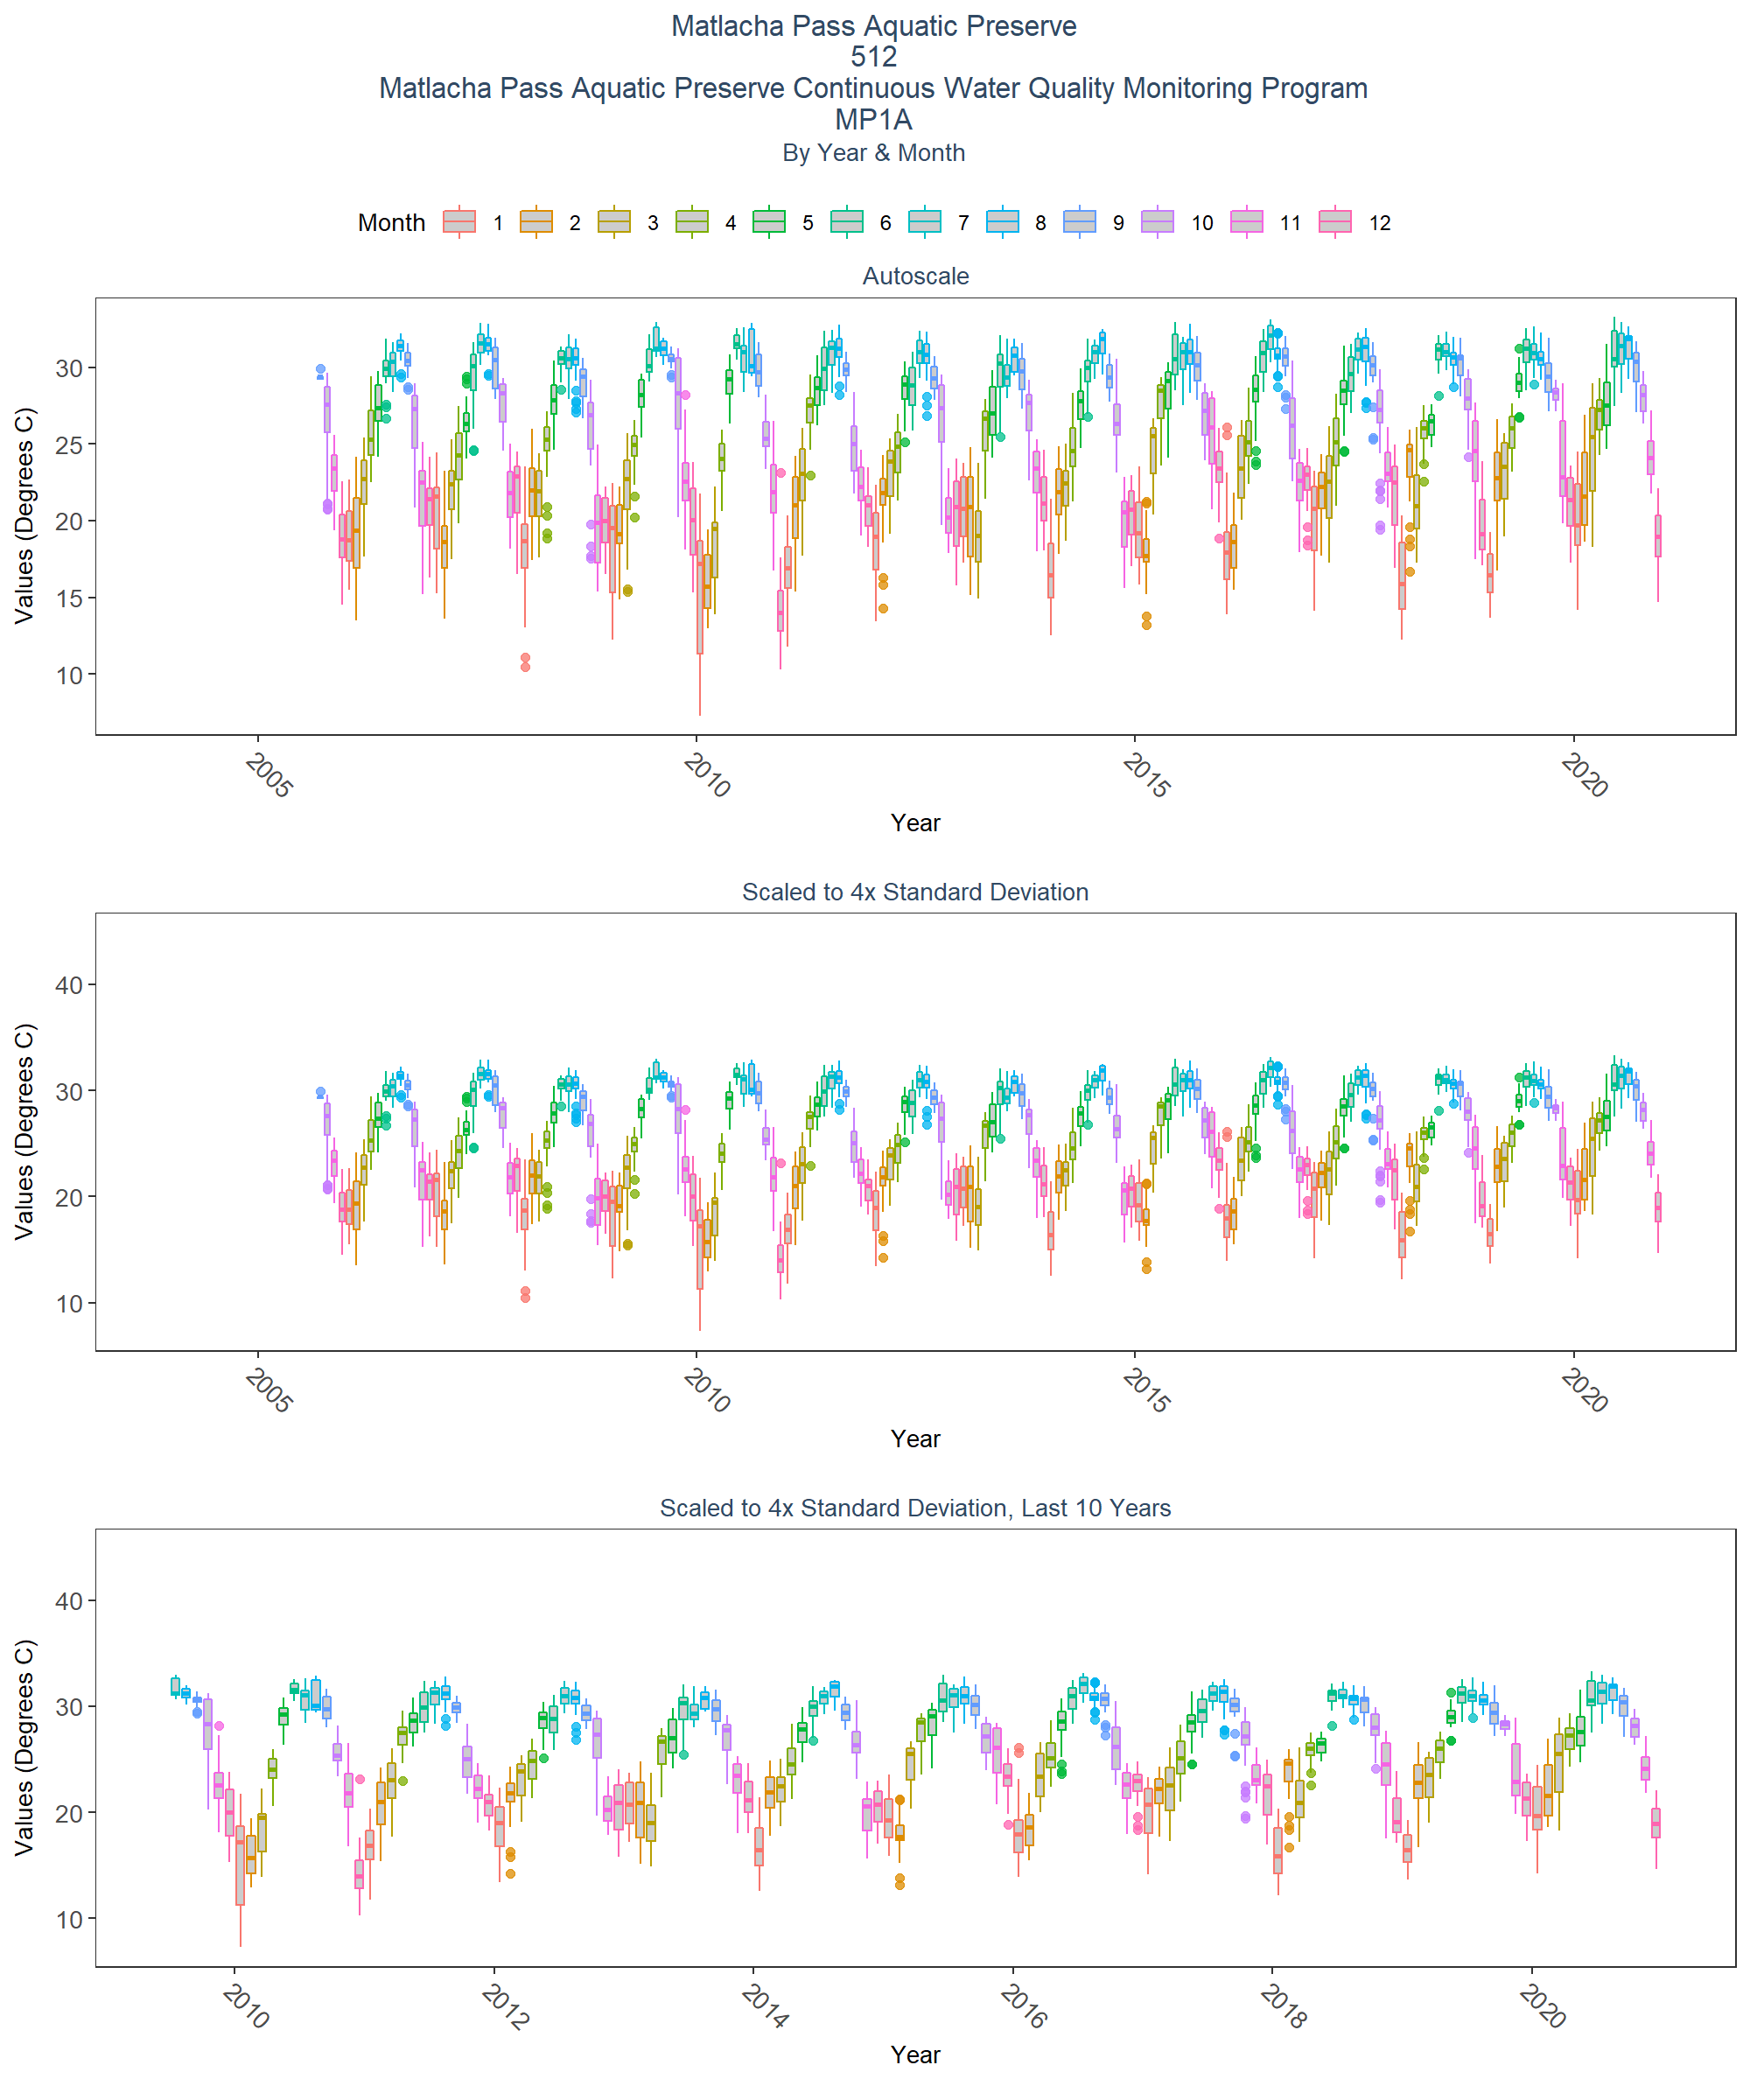 Matlacha Pass Aquatic Preserve
512
Matlacha Pass Aquatic Preserve Continuous Water Quality Monitoring Program
MP1A
By Year & Month
Month 1 2 3 4 5 6 7 8 9 10 11 12
Autoscale
Values (Degrees C)
30
25
20
15
10
2005 2010 2015 2020
Year
Scaled to 4x Standard Deviation
Values (Degrees C)
40
30
20
10
2005 2010 2015 2020
Year
Scaled to 4x Standard Deviation, Last 10 Years
Values (Degrees C)
40
30
20
10
2010 2012 2014 2016 2018 2020
Year